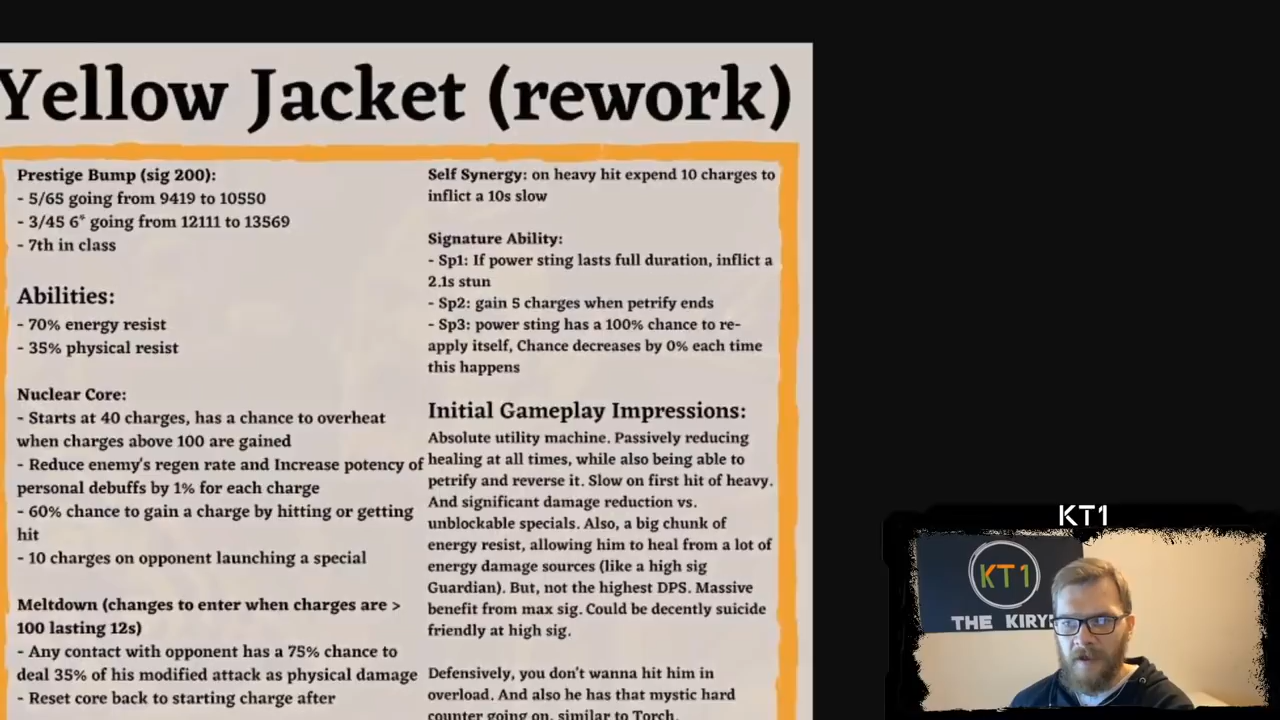 Yellow Jacket (rework)
Prestige Bump (sig 200):
- 5/65 going from 9419 to 10550
- 3/45 6* going from 12111 to 13569
- 7th in class
Abilities:
- 70% energy resist
- 35% physical resist
Nuclear Core:
- Starts at 40 charges, has a chance to overheat
when charges above 100 are gained
- Reduce enemy's regen rate and Increase potency of
personal debuffs by 1% for each charge
- 60% chance to gain a charge by hitting or getting
hit
- 10 charges on opponent launching a special
Meltdown (changes to enter when charges are >
100 lasting 12s)
- Any contact with opponent has a 75% chance to
deal 35% of his modified attack as physical damage
- Reset core back to starting charge after
Self Synergy: on heavy hit expend 10 charges to
inflict a 10s slow
Signature Ability:
- Sp1: If power sting lasts full duration, inflict a
2.1s stun
- Sp2: gain 5 charges when petrify ends
- Sp3: power sting has a 100% chance to re-
apply itself, Chance decreases by 0% each time
this happens
Initial Gameplay Impressions:
Absolute utility machine. Passively reducing
healing at all times, while also being able to
petrify and reverse it. Slow on first hit of heavy.
And significant damage reduction vs.
unblockable specials. Also, a big chunk of
energy resist, allowing him to heal from a lot of
energy damage sources (like a high sig
Guardian). But, not the highest DPS. Massive
benefit from max sig. Could be decently suicide
friendly at high sig.
Defensively, you don't wanna hit him in
overload. And also he has that mystic hard
counter going on, similar to Torch.
KT1
KT1
THE